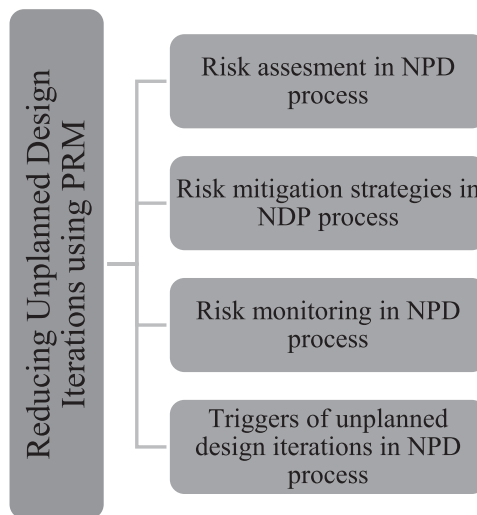 Reducing Unplanned Design
Iterations using PRM
Risk assesment in NPD
process
Risk mitigation strategies in
NDP process
Risk monitoring in NPD
process
Triggers of unplanned
design iterations in NPD
process